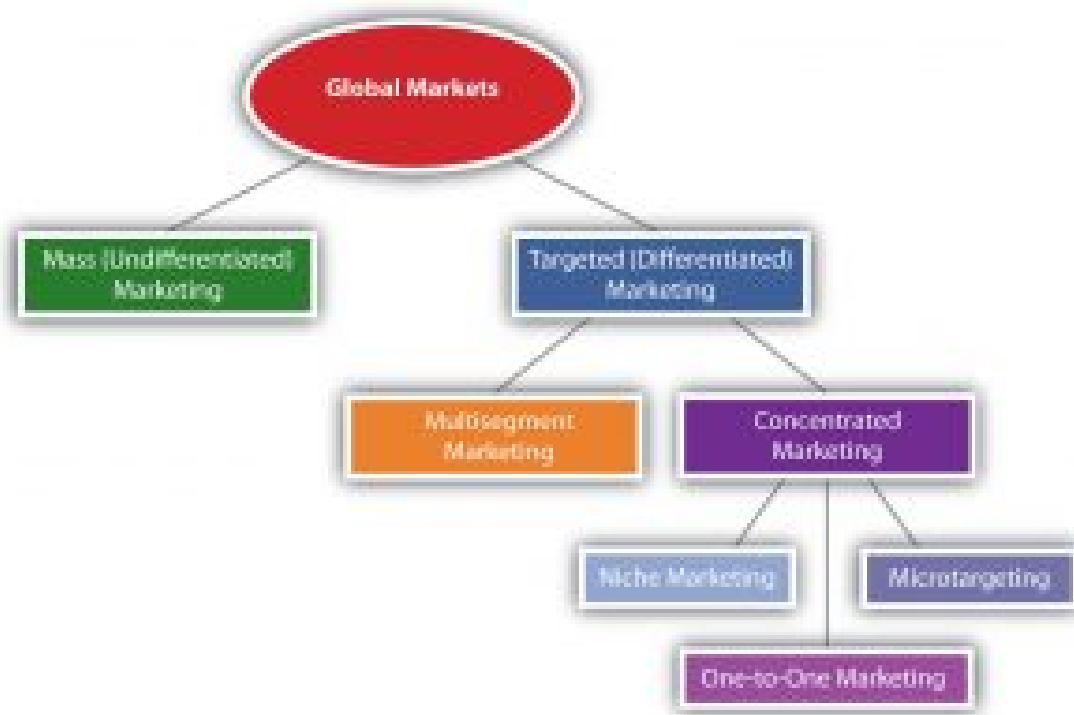 Global Markets
Mass (Undifferentiated)
Marketing
Targeted (Differentiated)
Marketing
Multisegment
Marketing
Concentrated
Marketing
Niche Marketing
Microtargeting
One-to-One Marketing